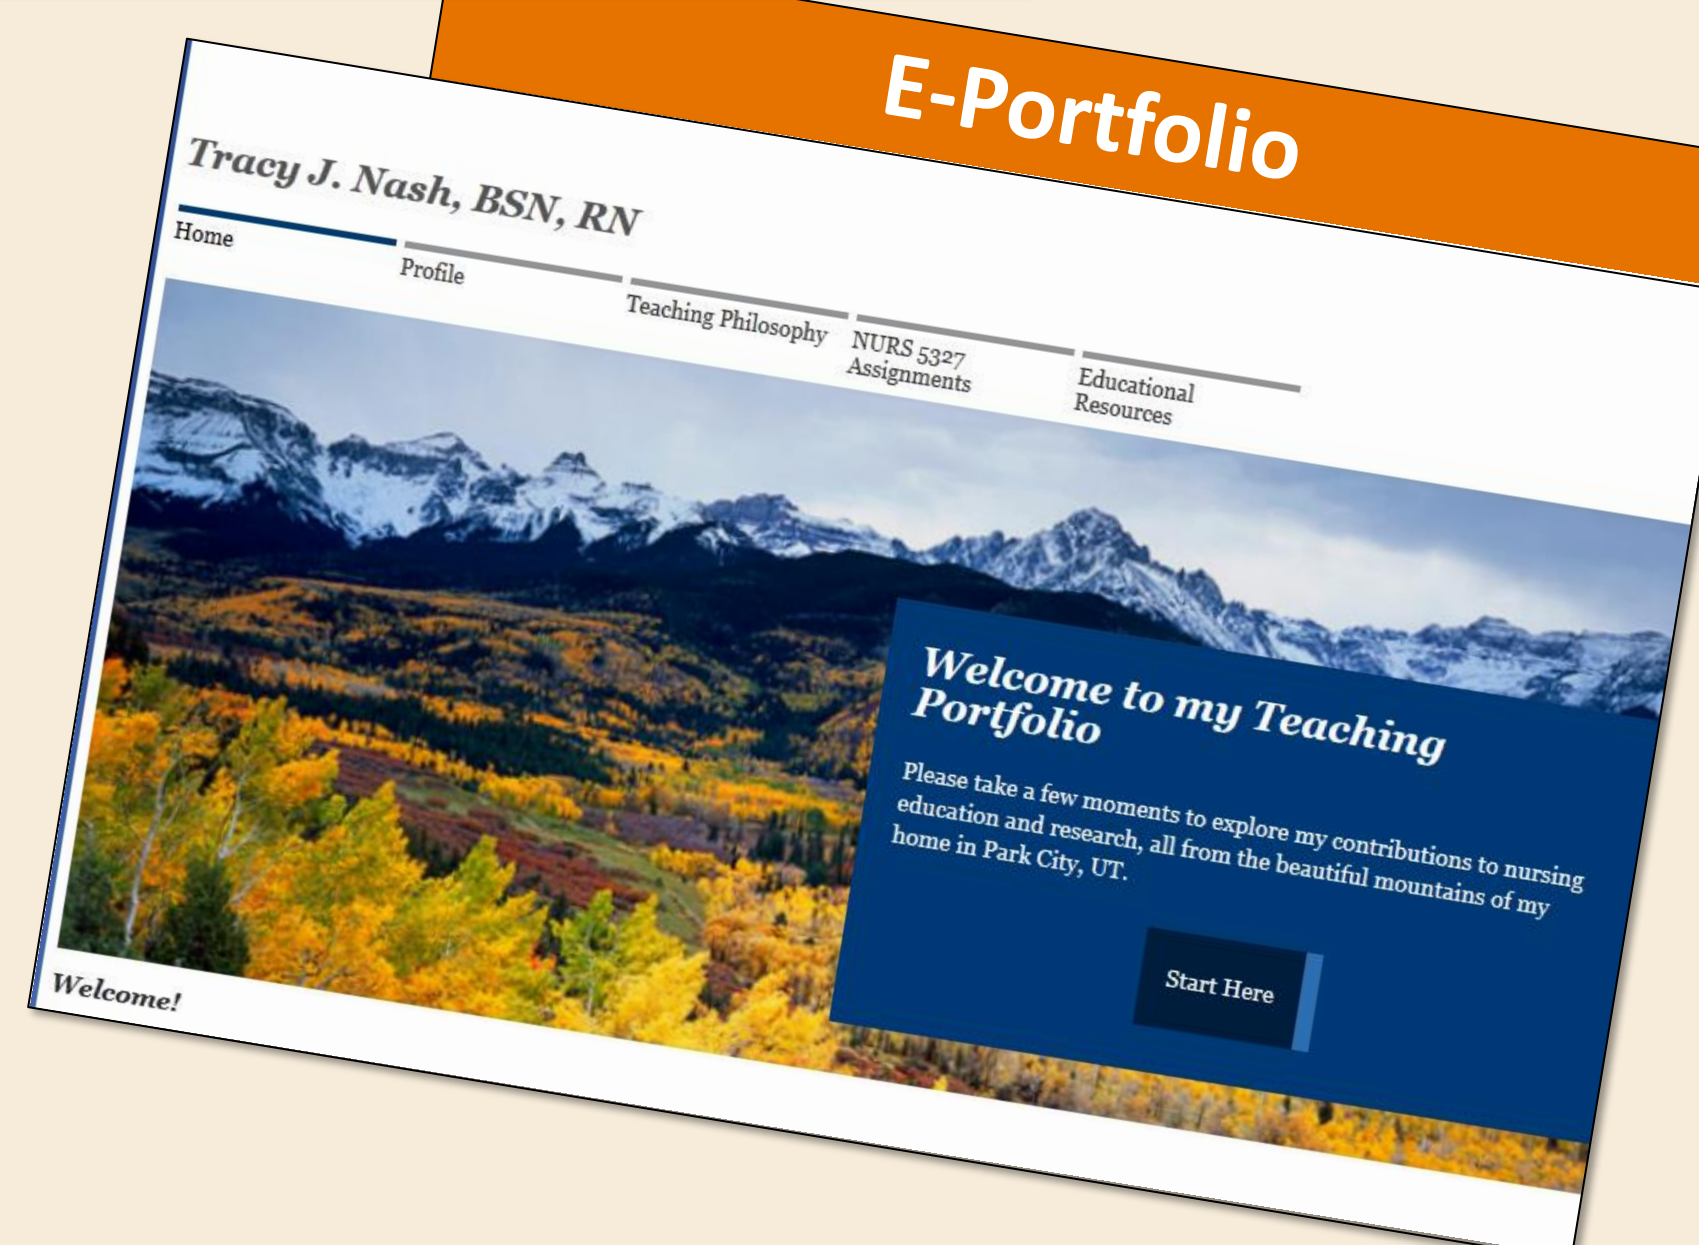 E-Portfolio
Tracy J. Nash, BSN, RN
Home
Profile
Teaching Philosophy
NURS 5327
Assignments
Educational
Resources
Welcome to my Teaching
Portfolio
Please take a few moments to explore my contributions to nursing
education and research, all from the beautiful mountains of my
home in Park City, UT.
Start Here
Welcome!